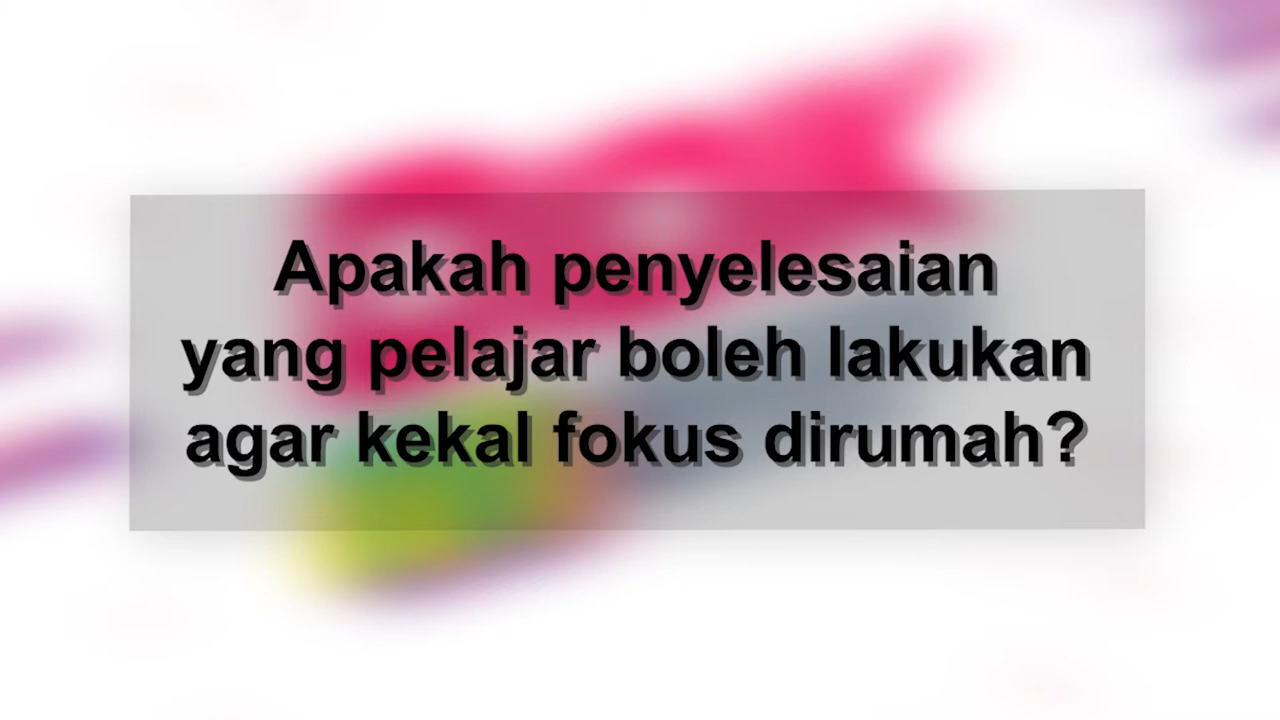 Apakah penyelesaian
yang pelajar boleh lakukan
agar kekal fokus dirumah?